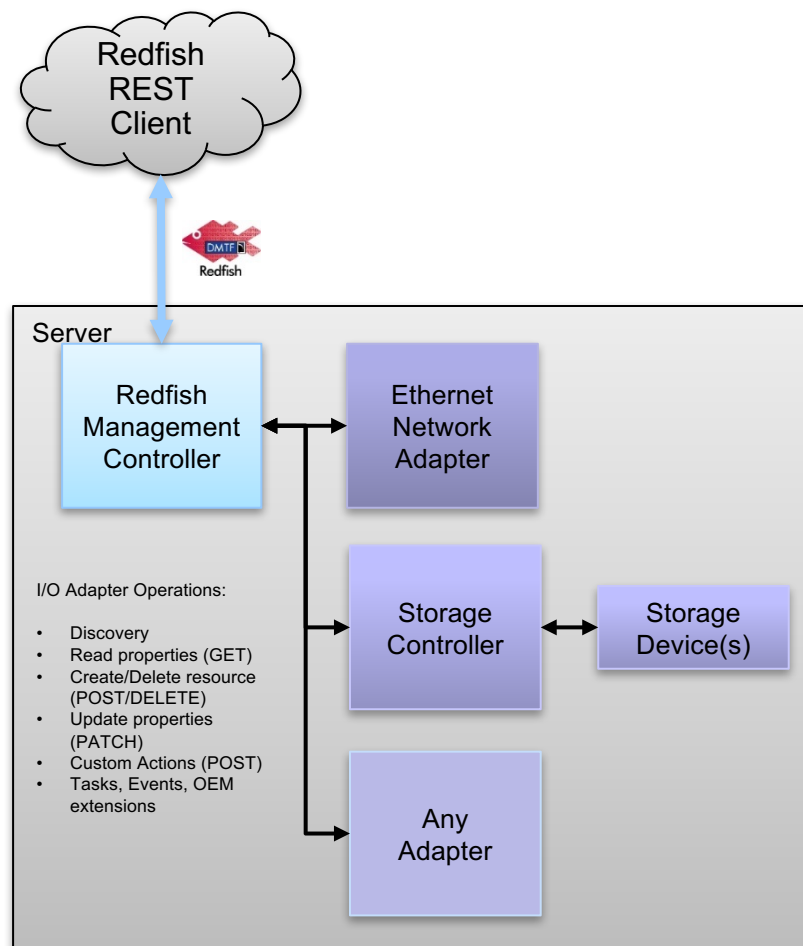 Redfish
REST
Client
DMTF
Redfish
Server
Redfish
Management
Controller
Ethernet
Network
Adapter
I/O Adapter Operations:
• Discovery
• Read properties (GET)
• Create/Delete resource
(POST/DELETE)
• Update properties
(PATCH)
• Custom Actions (POST)
• Tasks, Events, OEM
extensions
Storage
Controller
Storage
Device(s)
Any
Adapter